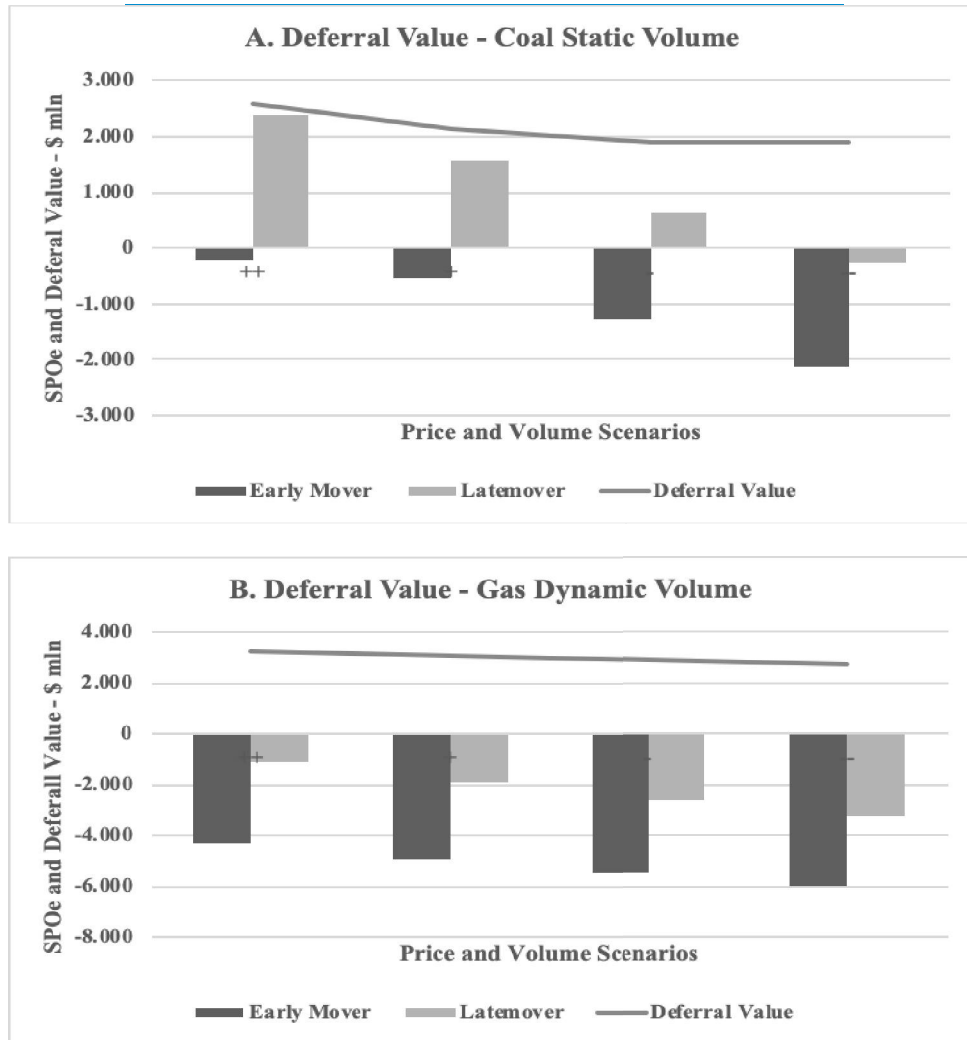 A. Deferral Value - Coal Static Volume
SPOe and Deferal Value - $ mln
3.000
2.000
1.000
0
-1.000
-2.000
-3.000
++
+
-
-
Price and Volume Scenarios
Early Mover
Latemover
Deferral Value
B. Deferral Value - Gas Dynamic Volume
SPOe and Deferall Value - $ mln
4.000
2.000
0
-2.000
-4.000
-6.000
-8.000
++
+
-
-
Price and Volume Scenarios
Early Mover
Latemover
Deferral Value